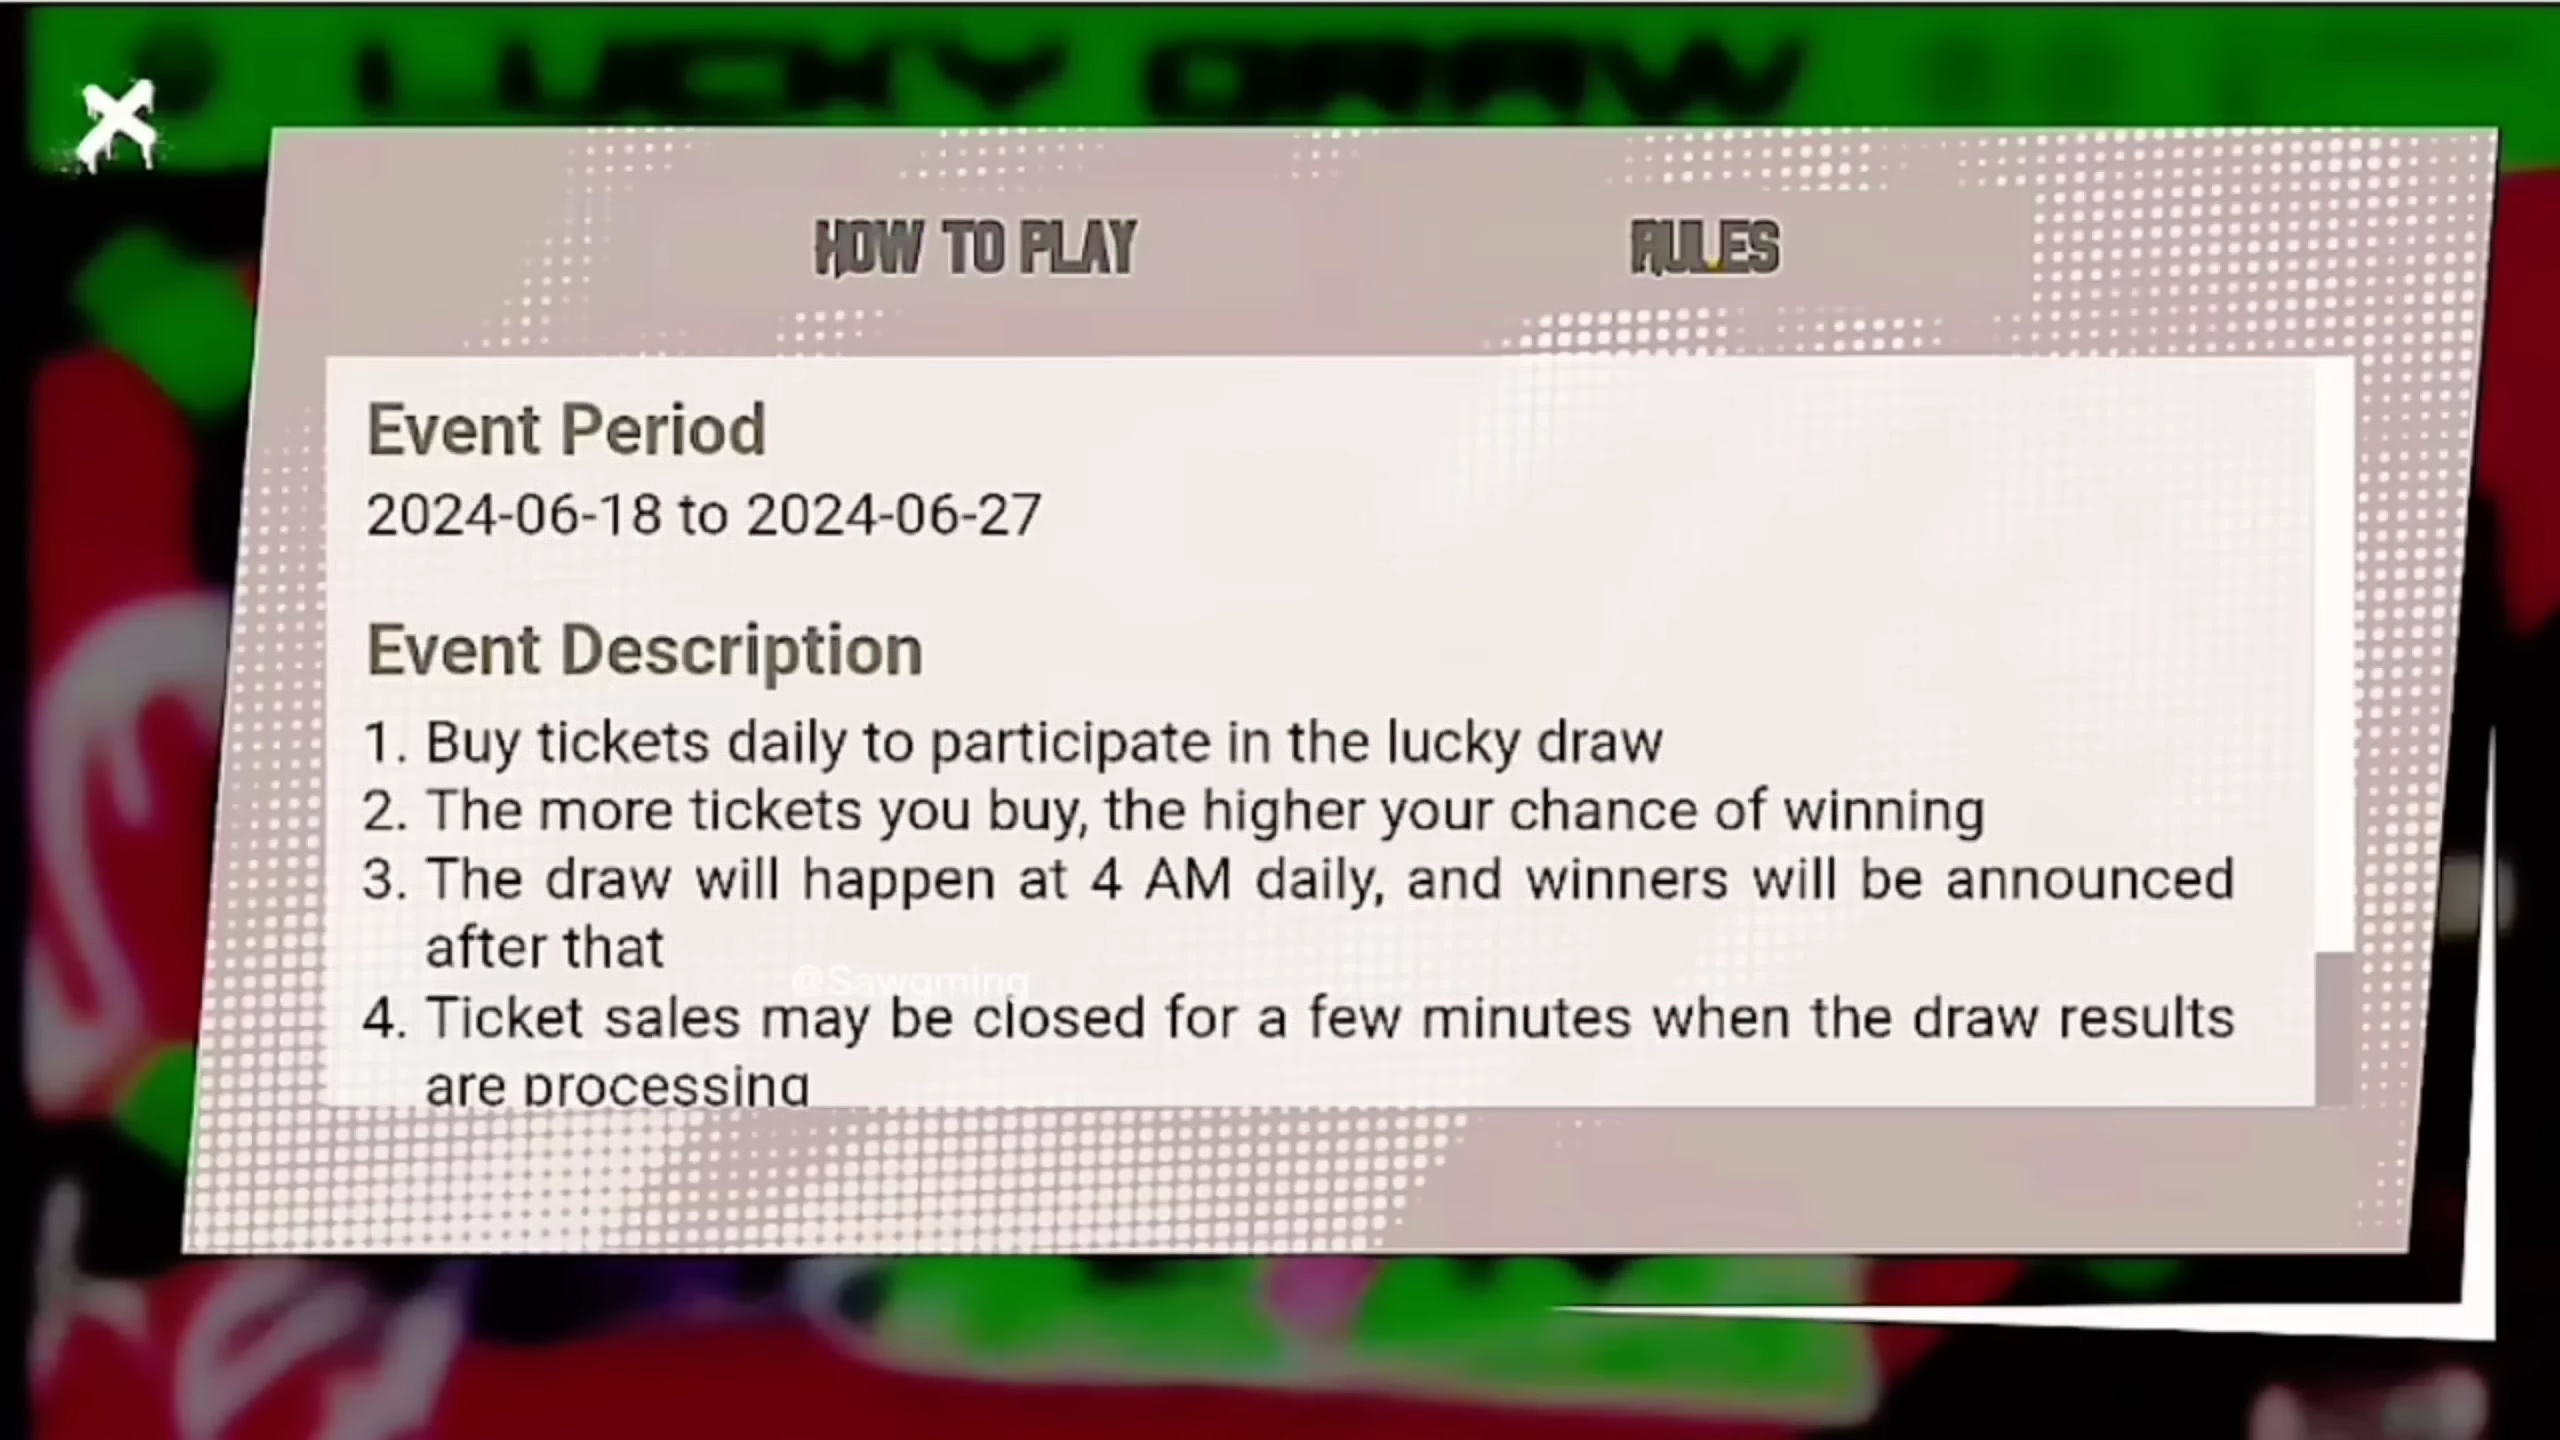 LUCKY DRAW
HOW TO PLAY
RULES
Event Period
2024-06-18 to 2024-06-27
Event Description
1. Buy tickets daily to participate in the lucky draw
2. The more tickets you buy, the higher your chance of winning
3. The draw will happen at 4 AM daily, and winners will be announced
after that
@Sawgming
4. Ticket sales may be closed for a few minutes when the draw results
are processing